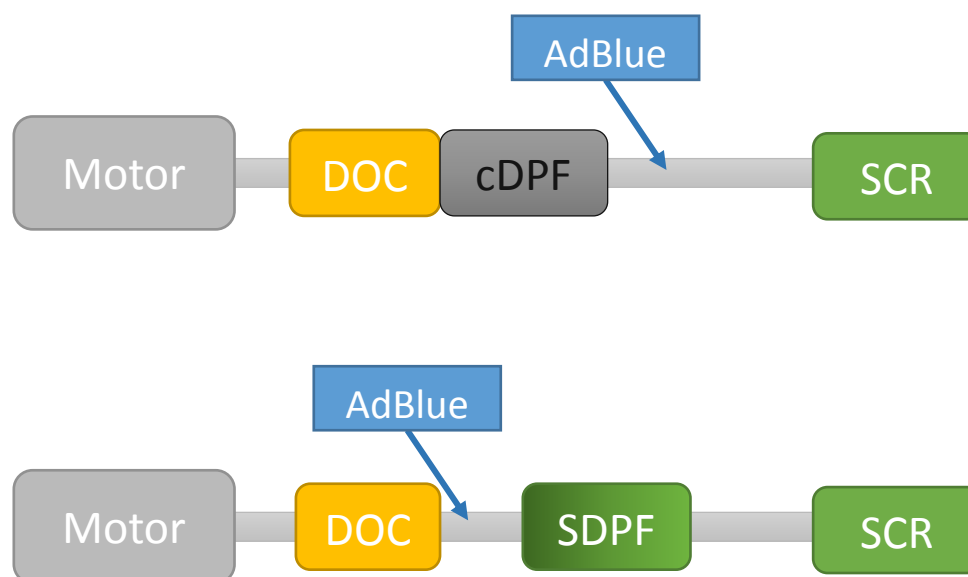 AdBlue
Motor
DOC
cDPF
SCR
AdBlue
Motor
DOC
SDPF
SCR